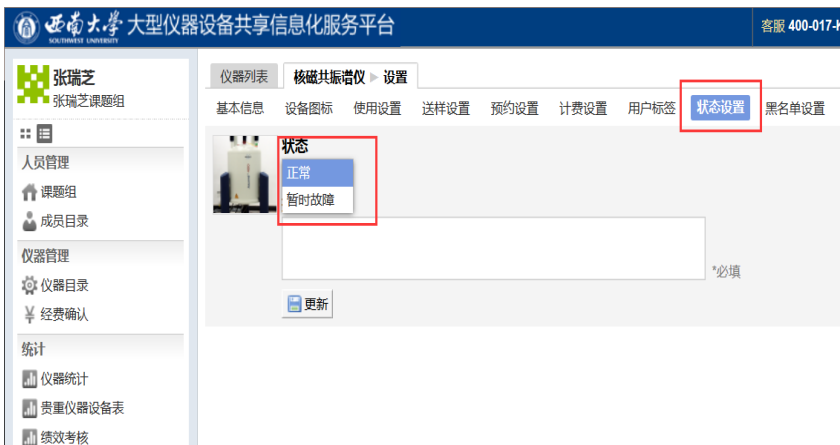 西南大学 大型仪器设备共享信息化服务平台
SOUTHWEST UNIVERSITY
客服 400-017-K
张瑞芝
张瑞芝课题组
人员管理
课题组
成员目录
仪器管理
仪器目录
经费确认
统计
仪器统计
贵重仪器设备表
绩效考核
仪器列表 核磁共振谱仪 设置
基本信息 设备图标 使用设置 送样设置 预约设置 计费设置 用户标签 状态设置 黑名单设置
状态
正常
暂时故障
*必填
更新